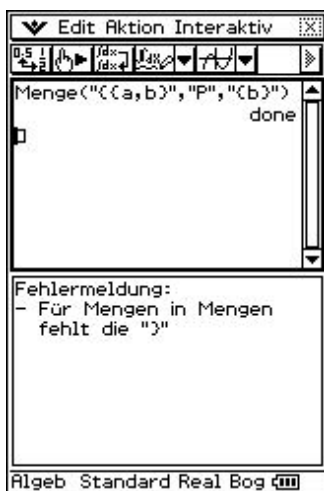 Edit Aktion Interaktiv
Menge("{{a,b}","P","{b}")
done
Fehlermeldung:
- Für Mengen in Mengen
fehlt die "}"
Algeb Standard Real Bog